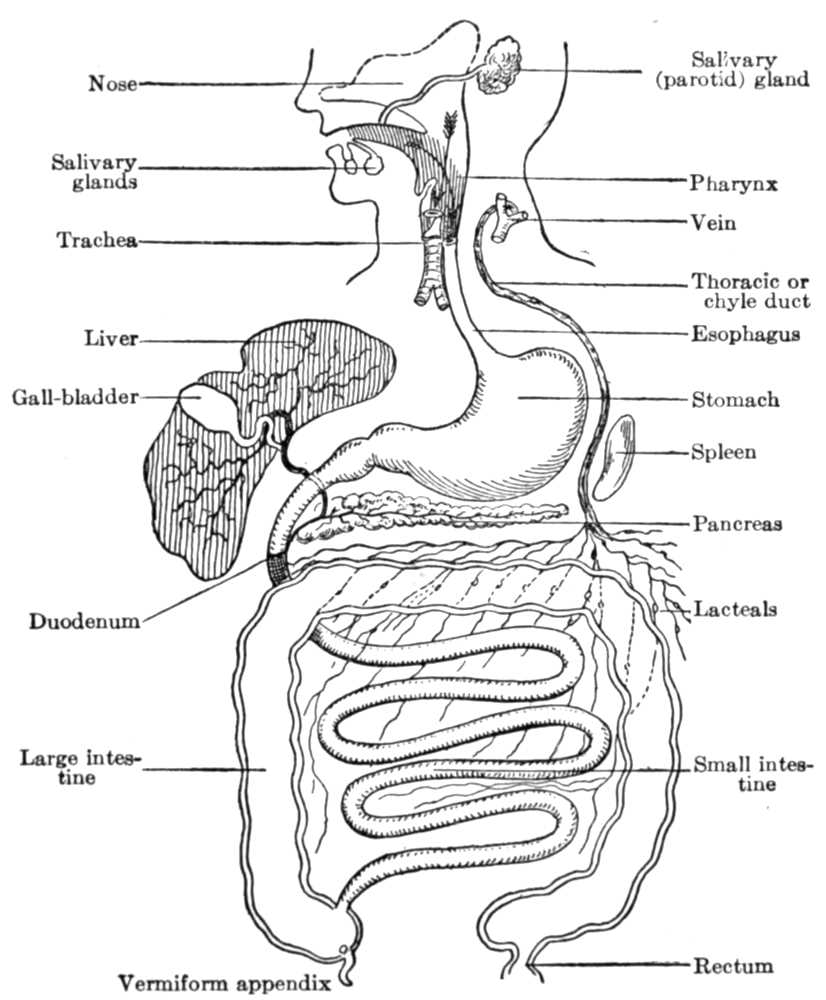 Nose
Salivary
(parotid) gland
Salivary
glands
Pharynx
Vein
Trachea
Thoracic or
chyle duct
Liver
Esophagus
Gall-bladder
Stomach
Spleen
Pancreas
Duodenum
Lacteals
Large intes-
tine
Small intes-
tine
Vermiform appendix
Rectum